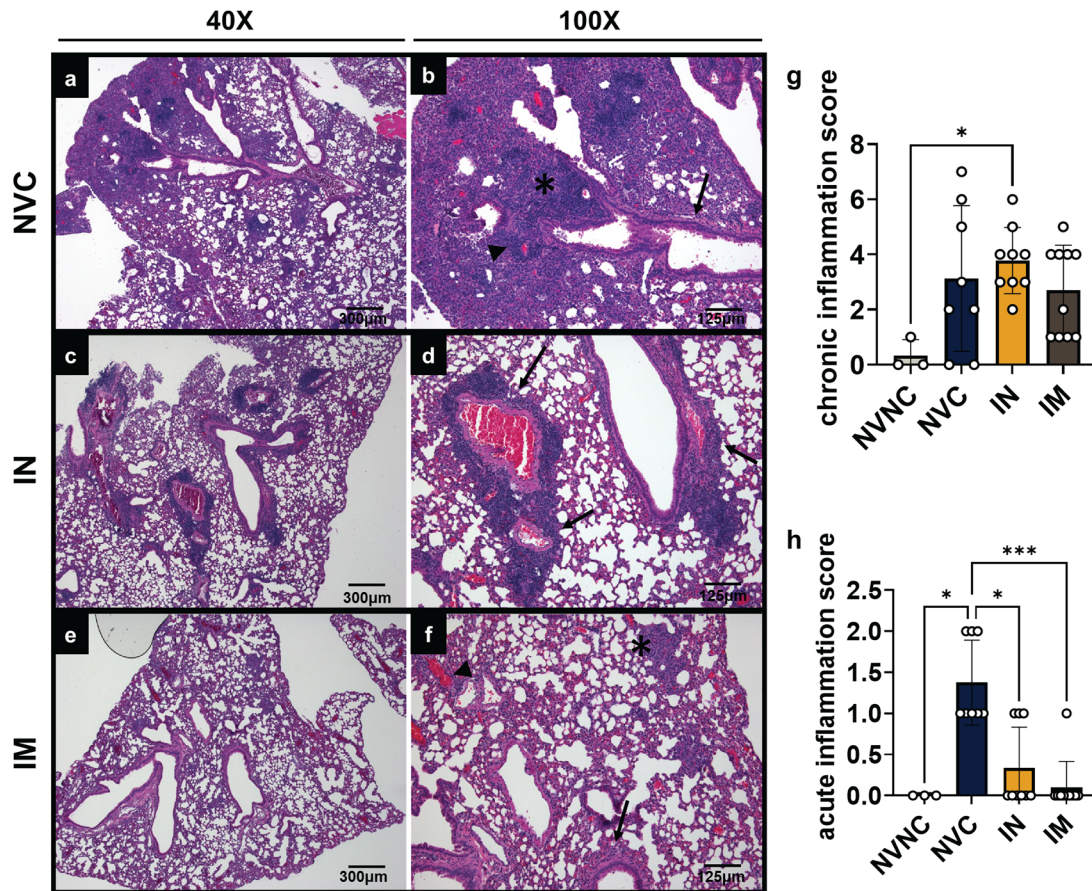 40X 100X
NVC
a
b
*
300µm
125µm
IN
c
d
300µm
125µm
IM
e
f
*
300µm
125µm
g
chronic inflammation score
8
6
4
2
0
*
NVNC NVC IN IM
h
acute inflammation score
2.5
2.0
1.5
1.0
0.5
0.0
***
* *
NVNC NVC IN IM